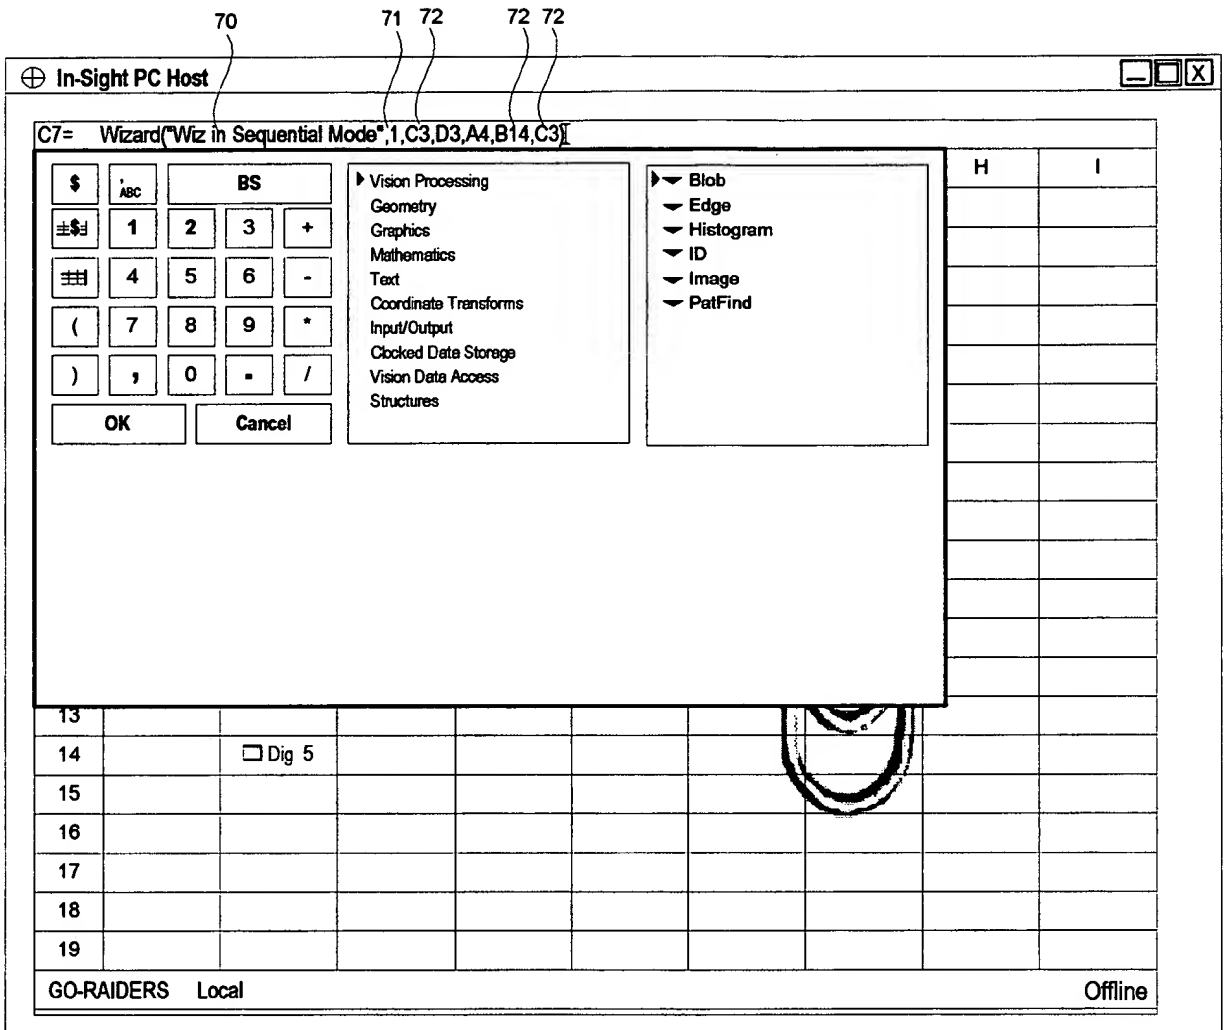 70 71 72 72 72
In-Sight PC Host X
C7= Wizard("Wiz in Sequential Mode",1,C3,D3,A4,B14,C3)
H I
$ , ABC BS
$ 1 2 3 +
4 5 6 -
( 7 8 9 *
) , 0 . /
OK Cancel
Vision Processing
Geometry
Graphics
Mathematics
Text
Coordinate Transforms
Input/Output
Clocked Data Storage
Vision Data Access
Structures
Blob
Edge
Histogram
ID
Image
PatFind
13
14 Dig 5
15
16
17
18
19
GO-RAIDERS Local Offline